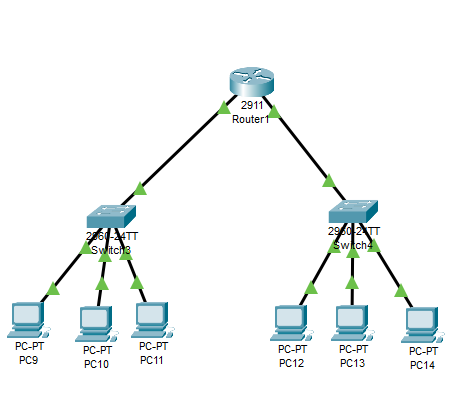 2911
Router1
2960-24TT
Switch3
2960-24TT
Switch4
PC-PT
PC9
PC-PT
PC10
PC-PT
PC11
PC-PT
PC12
PC-PT
PC13
PC-PT
PC14